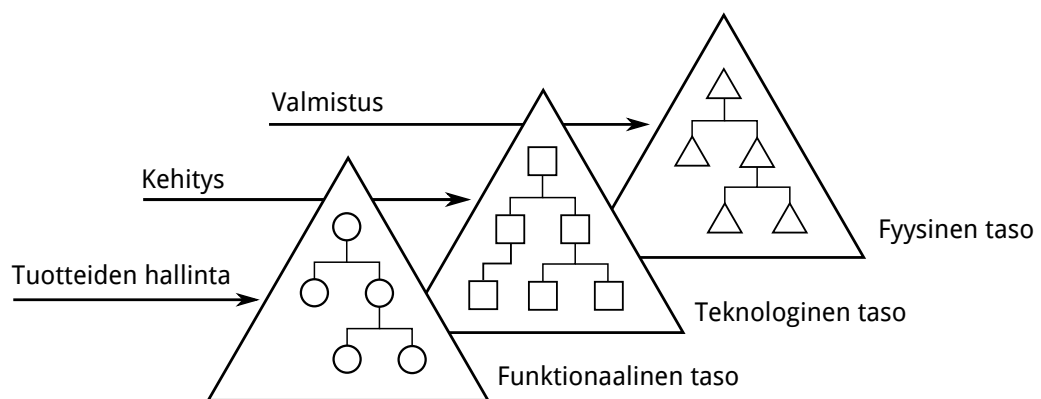 Valmistus
Kehitys
Tuotteiden hallinta
Fyysinen taso
Teknologinen taso
Funktionaalinen taso